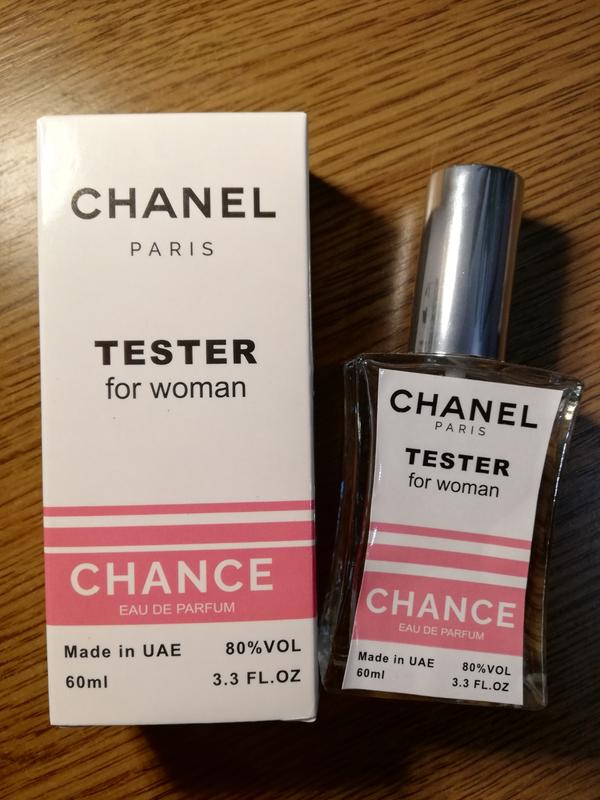 CHANEL
PARIS
TESTER
for woman
CHANCE
EAU DE PARFUM
Made in UAE 80%VOL
60ml 3.3 FL.OZ
CHANEL
PARIS
TESTER
for woman
CHANCE
EAU DE PARFUM
Made in UAE 80%VOL
60ml 3.3 FL.OZ